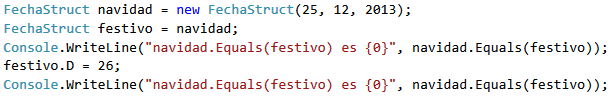 FechaStruct navidad = new FechaStruct(25, 12, 2013);
FechaStruct festivo = navidad;
Console.WriteLine("navidad.Equals(festivo) es {0}", navidad.Equals(festivo));
festivo.D = 26;
Console.WriteLine("navidad.Equals(festivo) es {0}", navidad.Equals(festivo));